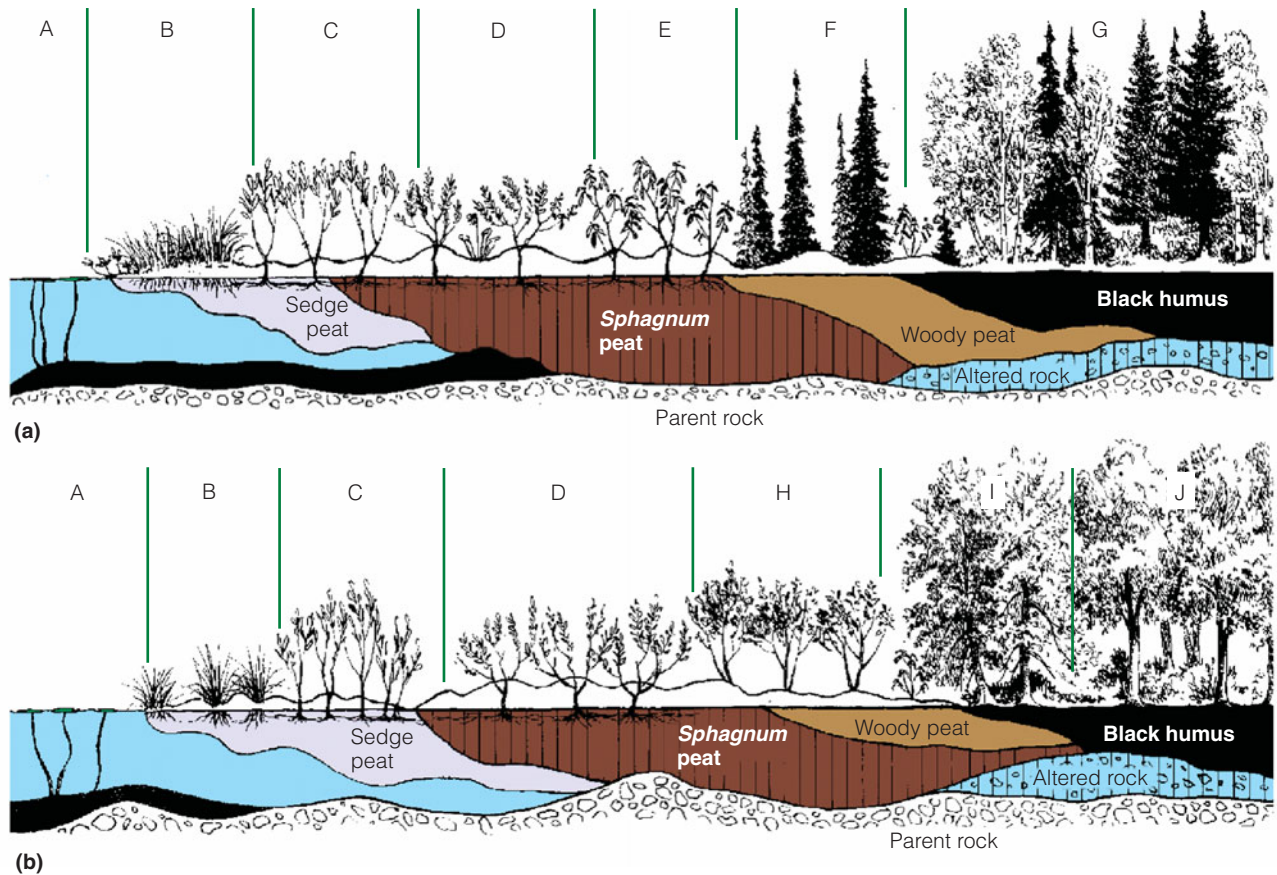 A B C D E F G
Sedge
peat
Sphagnum
peat
Woody peat
Black humus
Altered rock
Parent rock
(a)
A B C D H I J
Sedge
peat
Sphagnum
peat
Woody peat
Black humus
Altered rock
Parent rock
(b)